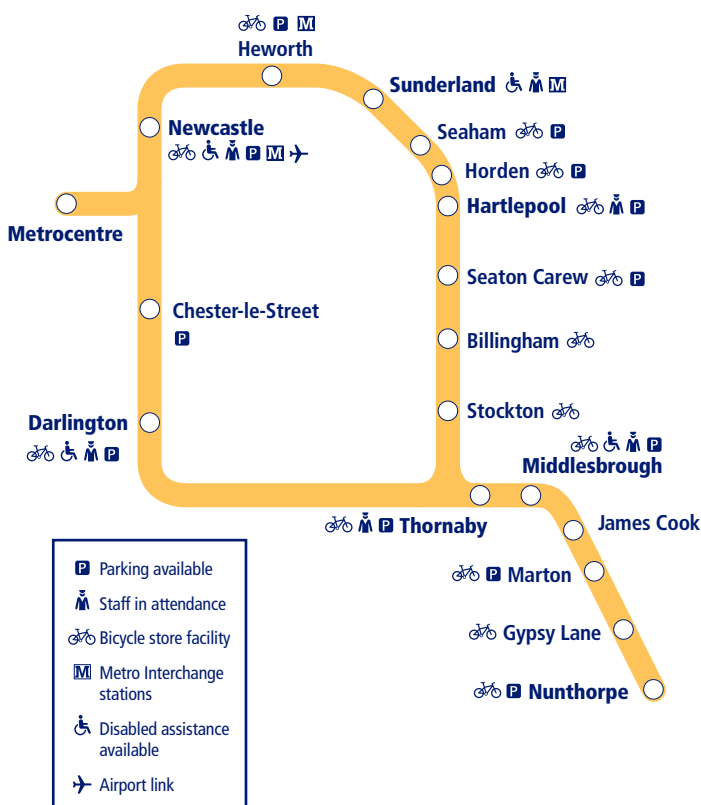 Heworth
Sunderland
Newcastle
Seaham
Horden
Hartlepool
Metrocentre
Seaton Carew
Chester-le-Street
Billingham
Stockton
Darlington
Middlesbrough
Thornaby
James Cook
Marton
Gypsy Lane
Nunthorpe
P Parking available
Staff in attendance
Bicycle store facility
M Metro Interchange
stations
Disabled assistance
available
Airport link